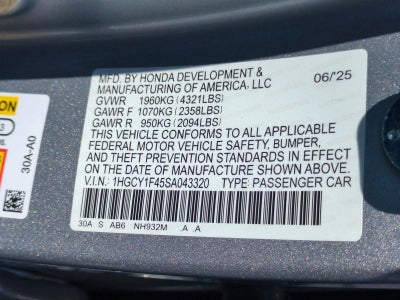 MFD. BY HONDA DEVELOPMENT &
MANUFACTURING OF AMERICA, LLC 06/'25
GVWR 1960KG (4321LBS)
GAWR F 1070KG (2358LBS)
GAWR R 950KG (2094LBS)
THIS VEHICLE CONFORMS TO ALL APPLICABLE
FEDERAL MOTOR VEHICLE SAFETY, BUMPER,
AND THEFT PREVENTION STANDARDS IN EFFECT
ON THE DATE OF MANUFACTURE SHOWN ABOVE.
V.I.N.: 1HGCY1F45SA043320 TYPE: PASSENGER CAR
30A S AB6 NH932M .A .A
ION
3
30A-A0